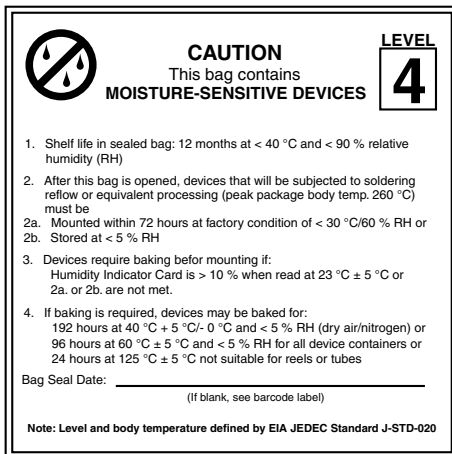 LEVEL
CAUTION
This bag contains
MOISTURE-SENSITIVE DEVICES
4
1. Shelf life in sealed bag: 12 months at < 40 °C and < 90 % relative
humidity (RH)
2. After this bag is opened, devices that will be subjected to soldering
reflow or equivalent processing (peak package body temp. 260 °C)
must be
2a. Mounted within 72 hours at factory condition of < 30 °C/60 % RH or
2b. Stored at < 5 % RH
3. Devices require baking befor mounting if:
Humidity Indicator Card is > 10 % when read at 23 °C ± 5 °C or
2a. or 2b. are not met.
4. If baking is required, devices may be baked for:
192 hours at 40 °C + 5 °C/- 0 °C and < 5 % RH (dry air/nitrogen) or
96 hours at 60 °C ± 5 °C and < 5 % RH for all device containers or
24 hours at 125 °C ± 5 °C not suitable for reels or tubes
Bag Seal Date:
(If blank, see barcode label)
Note: Level and body temperature defined by EIA JEDEC Standard J-STD-020